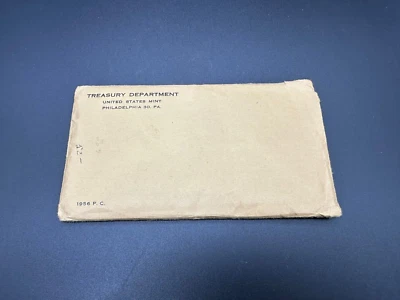 TREASURY DEPARTMENT
UNITED STATES MINT
PHILADELPHIA 30, PA.
1956 P. C.